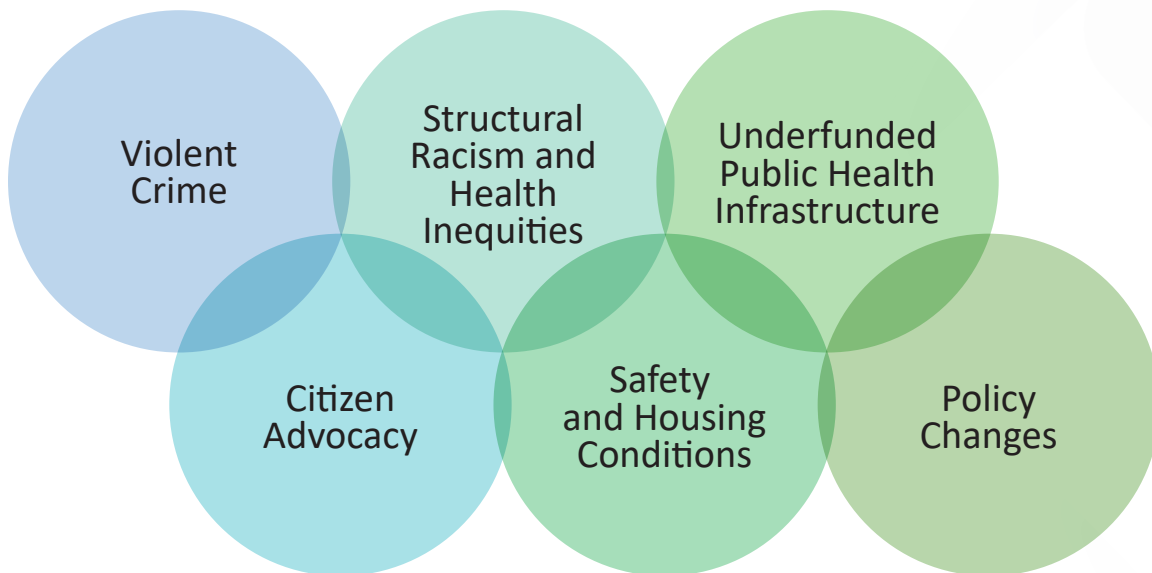 Violent
Crime
Structural
Racism and
Health
Inequities
Underfunded
Public Health
Infrastructure
Citizen
Advocacy
Safety
and Housing
Conditions
Policy
Changes